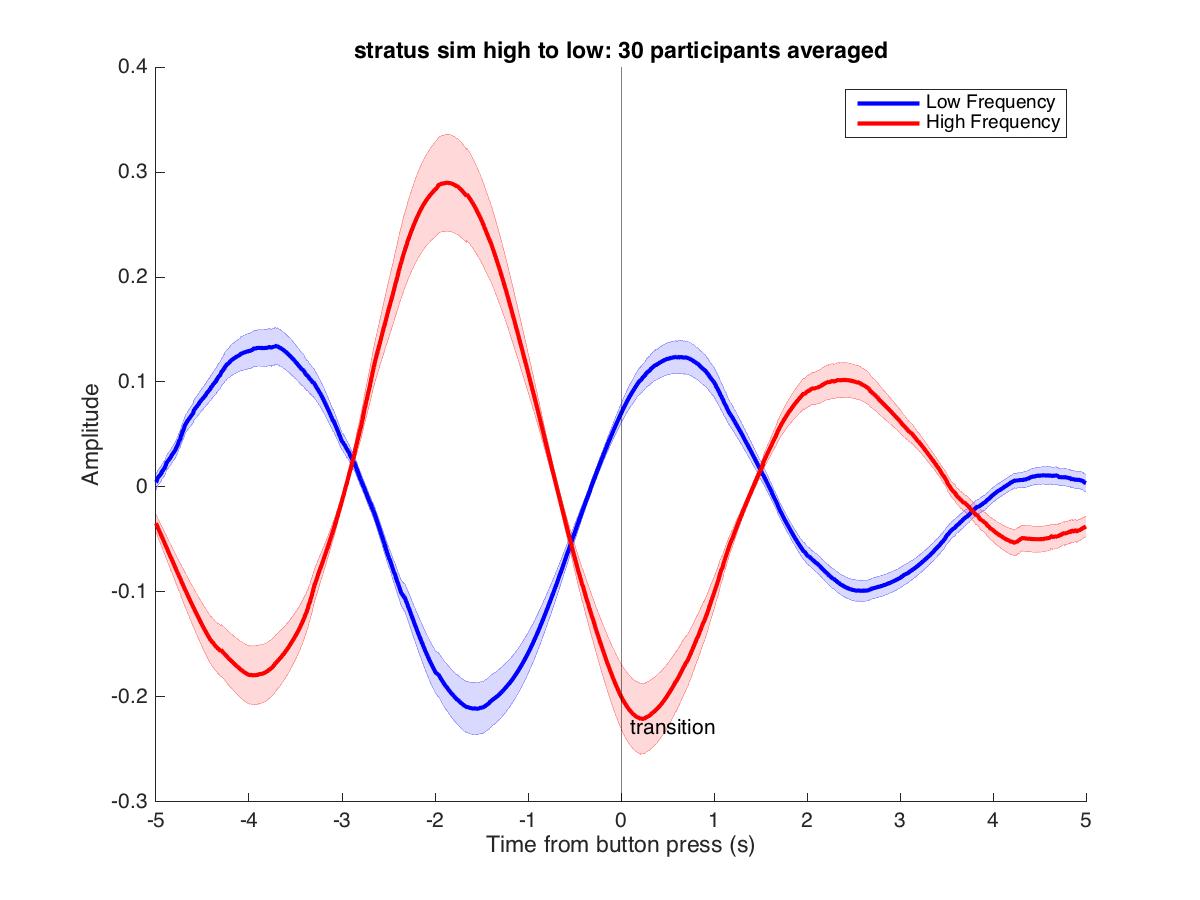 stratus sim high to low: 30 participants averaged
0.4
Low Frequency
High Frequency
0.3
0.2
0.1
0
-0.1
-0.2
-0.3
Amplitude
transition
-5 -4 -3 -2 -1 0 1 2 3 4 5
Time from button press (s)